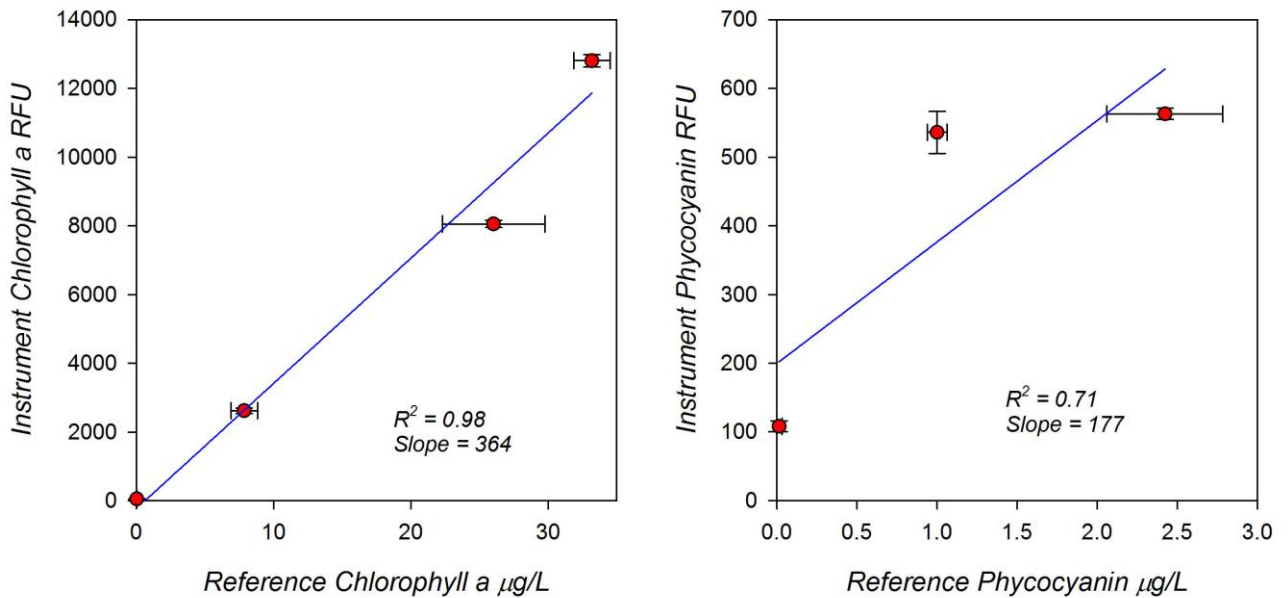 Instrument Chlorophyll a RFU
14000
12000
10000
8000
6000
4000
2000
0
0 10 20 30
Reference Chlorophyll a μg/L
R² = 0.98
Slope = 364
Instrument Phycocyanin RFU
700
600
500
400
300
200
100
0
0.0 0.5 1.0 1.5 2.0 2.5 3.0
Reference Phycocyanin μg/L
R² = 0.71
Slope = 177